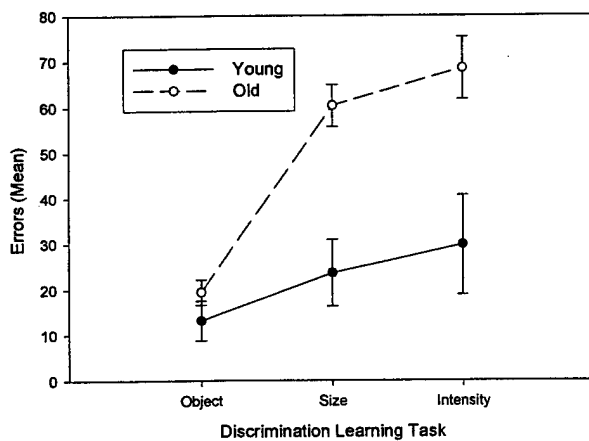 80
70
60
50
40
30
20
10
0
Errors (Mean)
Young
Old
Object Size Intensity
Discrimination Learning Task